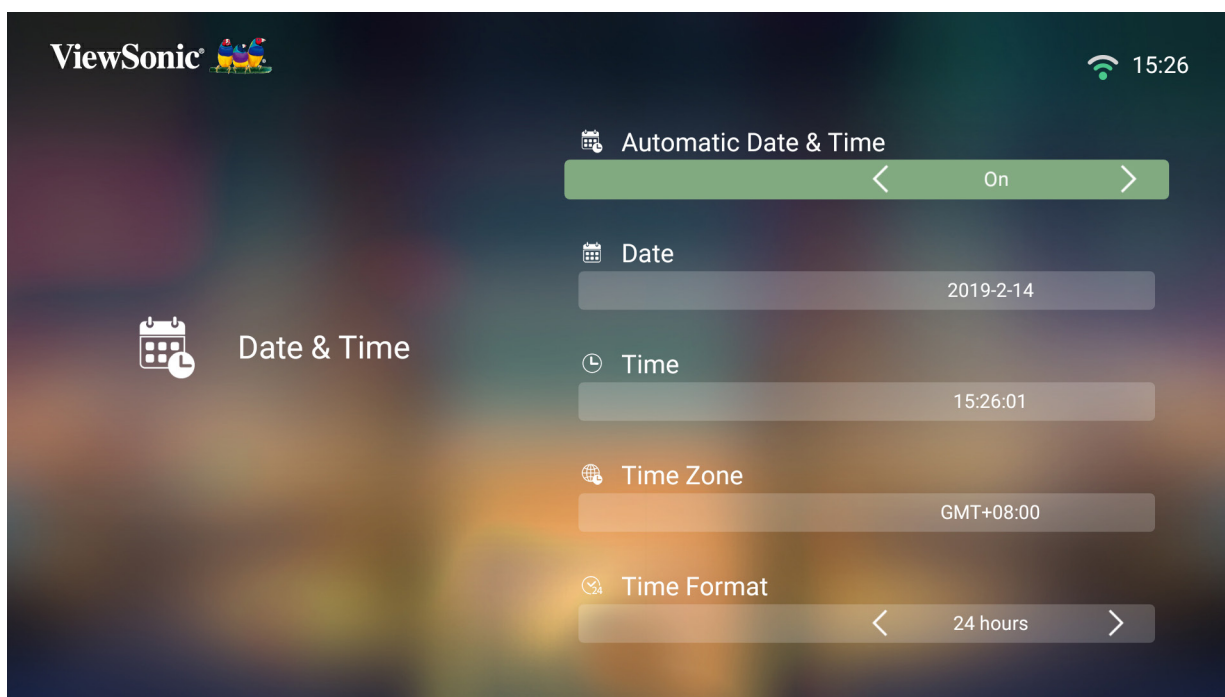 ViewSonic®
15:26
Automatic Date & Time
On
Date
2019-2-14
Date & Time
Time
15:26:01
Time Zone
GMT+08:00
24
Time Format
24 hours